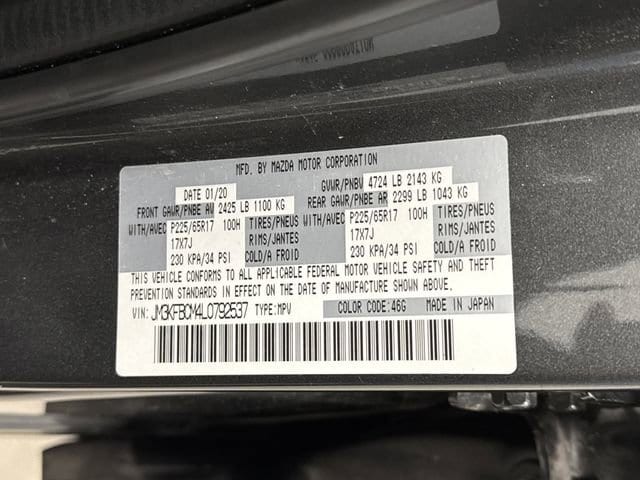 MFD. BY MAZDA MOTOR CORPORATION
DATE 01/20 GVWR/PNBV 4724 LB 2143 KG
FRONT GAWR/PNBE AV 2425 LB 1100 KG REAR GAWR/PNBE AR 2299 LB 1043 KG
WITH/AVEC P225/65R17 100H TIRES/PNEUS WITH/AVEC P225/65R17 100H TIRES/PNEUS
17X7J RIMS/JANTES 17X7J RIMS/JANTES
230 KPA/34 PSI COLD/A FROID 230 KPA/34 PSI COLD/A FROID
THIS VEHICLE CONFORMS TO ALL APPLICABLE FEDERAL MOTOR VEHICLE SAFETY AND THEFT
PREVENTION STANDARDS IN EFFECT ON THE DATE OF MANUFACTURE SHOWN ABOVE.
VIN: JM3KFBCM4L0792537 TYPE:MPV COLOR CODE:46G MADE IN JAPAN